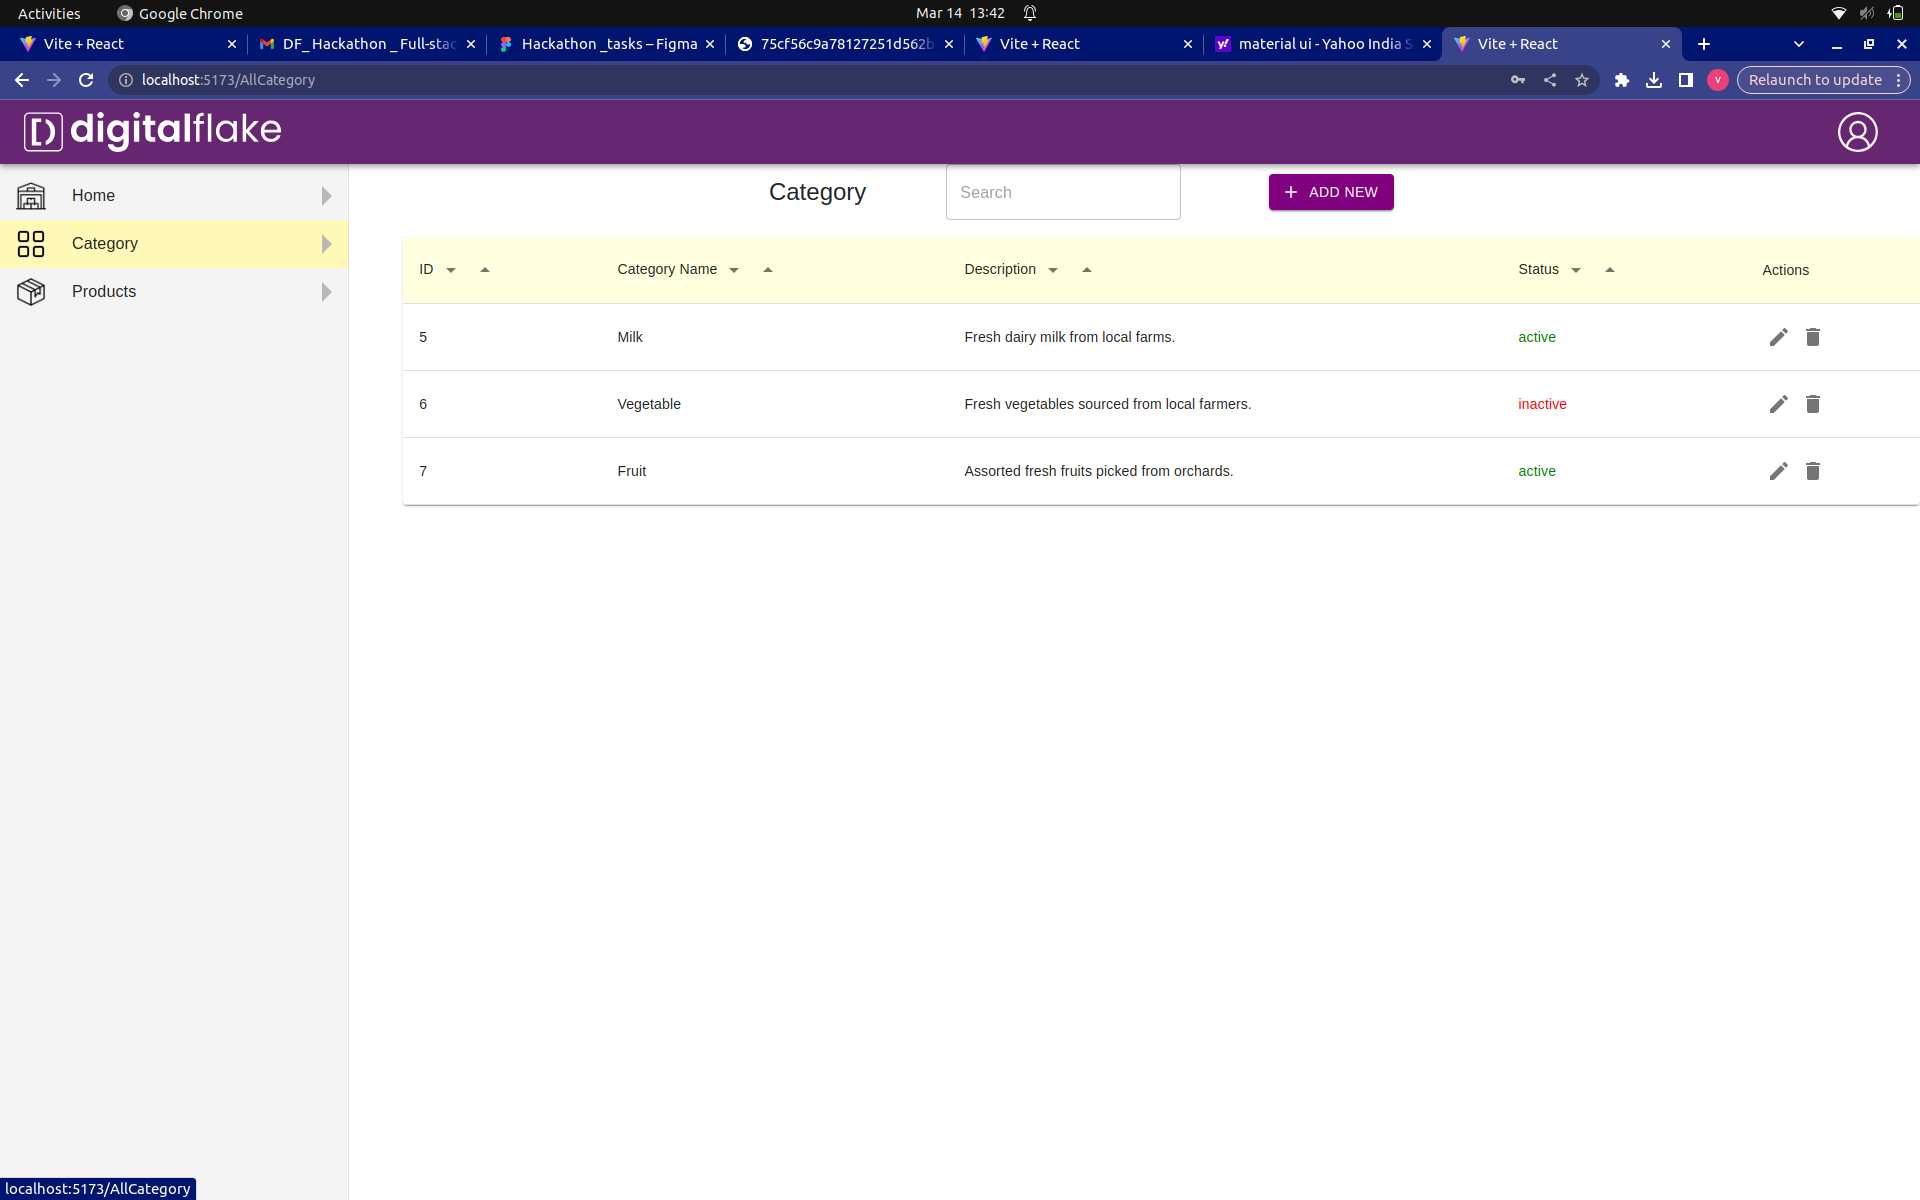 Activities Google Chrome Mar 14 13:42
Vite + React DF_ Hackathon _ Full-stac Hackathon _tasks – Figma 75cf56c9a78127251d562b Vite + React material ui - Yahoo India S Vite + React
localhost:5173/AllCategory V Relaunch to update
digitalflake
Home Category Search + ADD NEW
Category
Products
ID Category Name Description Status Actions
5 Milk Fresh dairy milk from local farms. active
6 Vegetable Fresh vegetables sourced from local farmers. inactive
7 Fruit Assorted fresh fruits picked from orchards. active
localhost:5173/AllCategory